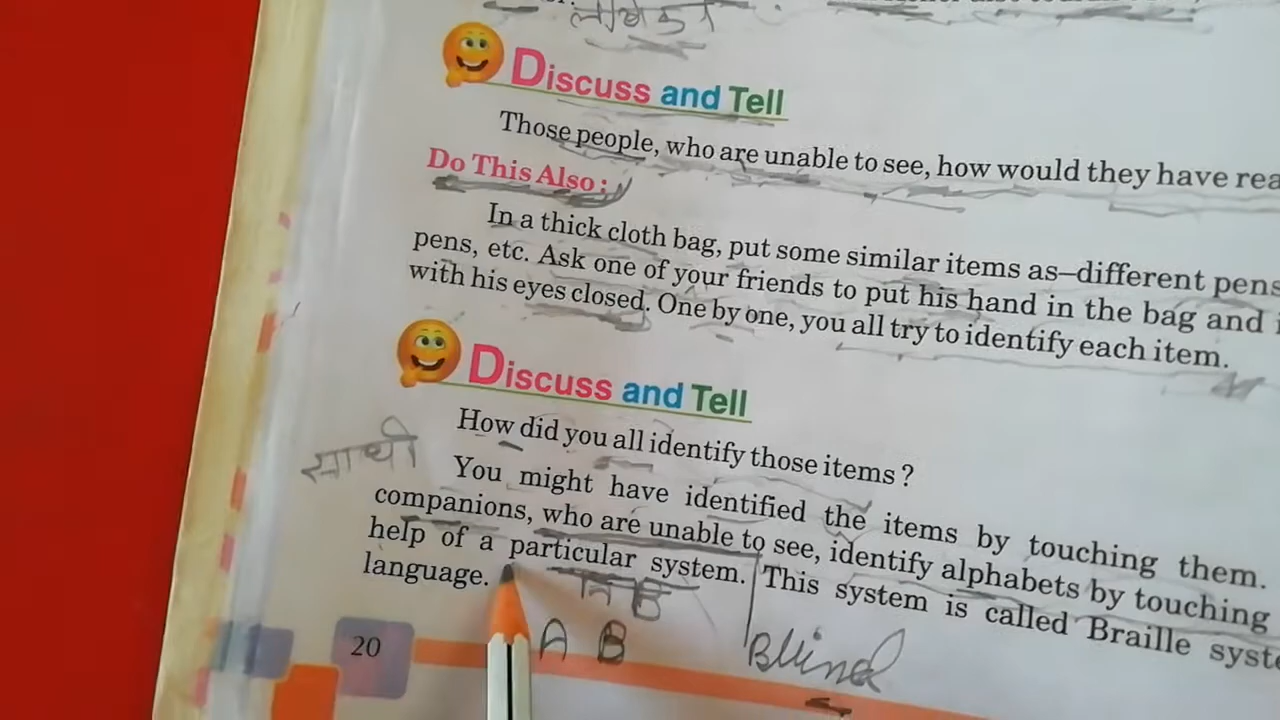 Discuss and Tell
Those people, who are unable to see, how would they have rea
Do This Also :
In a thick cloth bag, put some similar items as–different pens
pens, etc. Ask one of your friends to put his hand in the bag and
with his eyes closed. One by one, you all try to identify each item.
Discuss and Tell
How did you all identify those items ?
साथी
You might have identified the items by touching them.
companions, who are unable to see, identify alphabets by touching
help of a particular system. This system is called Braille syste
language.
A B
Blind
20